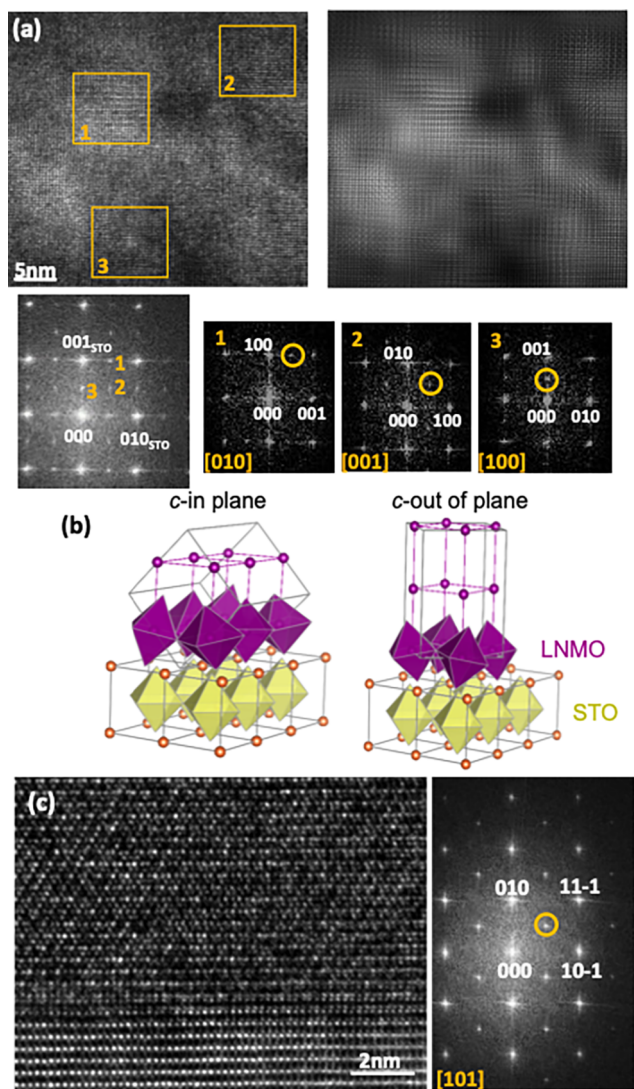 (a)
1
2
3
5nm
001STO
1
3
2
000
010STO
1
100
000
001
[010]
2
010
000
100
[001]
3
001
000
010
[100]
(b)
c-in plane
c-out of plane
LNMO
STO
(c)
2nm
010
11-1
000
10-1
[101]